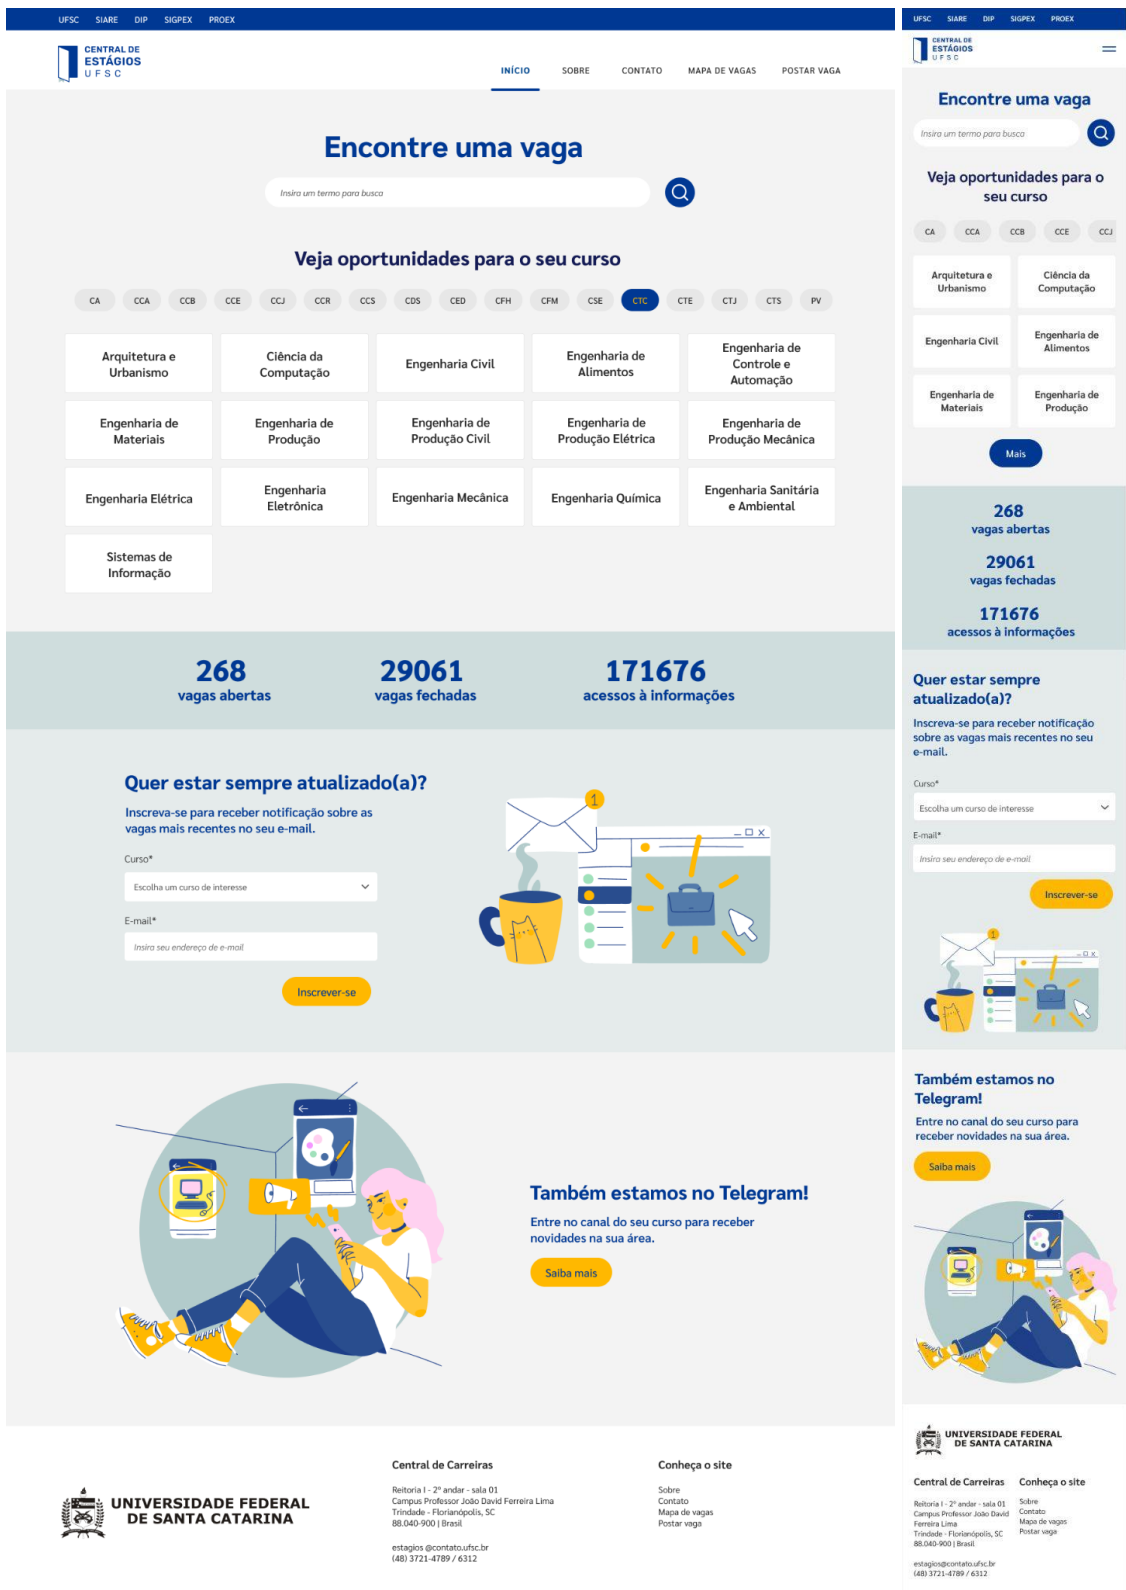 UFSC SIARE DIP SIGPEX PROEX
CENTRAL DE
ESTÁGIOS
UFSC
INÍCIO SOBRE CONTATO MAPA DE VAGAS POSTAR VAGA
Encontre uma vaga
Insira um termo para busca
Veja oportunidades para o seu curso
CA CCA CCB CCE CCJ CCR CCS CDS CED CFH CFM CSE CTC CTE CTJ CTS PV
Arquitetura e
Urbanismo
Ciência da
Computação
Engenharia Civil
Engenharia de
Alimentos
Engenharia de
Controle e
Automação
Engenharia de
Materiais
Engenharia de
Produção
Engenharia de
Produção Civil
Engenharia de
Produção Elétrica
Engenharia de
Produção Mecânica
Engenharia Elétrica
Engenharia
Eletrônica
Engenharia Mecânica
Engenharia Química
Engenharia Sanitária
e Ambiental
Sistemas de
Informação
268
vagas abertas
29061
vagas fechadas
171676
acessos à informações
Quer estar sempre atualizado(a)?
Inscreva-se para receber notificação sobre as
vagas mais recentes no seu e-mail.
Curso*
Escolha um curso de interesse
E-mail*
Insira seu endereço de e-mail
Inscrever-se
1
Também estamos no Telegram!
Entre no canal do seu curso para receber
novidades na sua área.
Saiba mais
UNIVERSIDADE FEDERAL
DE SANTA CATARINA
Central de Carreiras
Reitoria I - 2º andar - sala 01
Campus Professor João David Ferreira Lima
Trindade - Florianópolis, SC
88.040-900 | Brasil
estagios @contato.ufsc.br
(48) 3721-4789 / 6312
Conheça o site
Sobre
Contato
Mapa de vagas
Postar vaga
UFSC SIARE DIP SIGPEX PROEX
CENTRAL DE
ESTÁGIOS
UFSC
Encontre uma vaga
Insira um termo para busca
Veja oportunidades para o
seu curso
CA CCA CCB CCE CCJ
Arquitetura e
Urbanismo
Ciência da
Computação
Engenharia Civil
Engenharia de
Alimentos
Engenharia de
Materiais
Engenharia de
Produção
Mais
268
vagas abertas
29061
vagas fechadas
171676
acessos à informações
Quer estar sempre
atualizado(a)?
Inscreva-se para receber notificação
sobre as vagas mais recentes no seu
e-mail.
Curso*
Escolha um curso de interesse
E-mail*
Insira seu endereço de e-mail
Inscrever-se
1
Também estamos no
Telegram!
Entre no canal do seu curso para
receber novidades na sua área.
Saiba mais
UNIVERSIDADE FEDERAL
DE SANTA CATARINA
Central de Carreiras
Reitoria I - 2º andar - sala 01
Campus Professor João David
Ferreira Lima
Trindade - Florianópolis, SC
88.040-900 | Brasil
estagios@contato.ufsc.br
(48) 3721-4789 / 6312
Conheça o site
Sobre
Contato
Mapa de vagas
Postar vaga